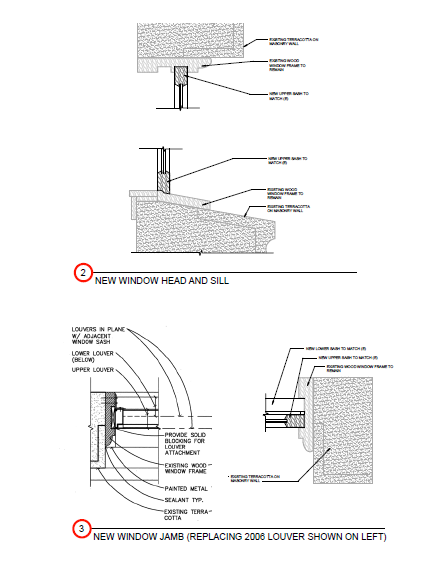 EXISTING TERRACOTTA ON
MASONRY WALL
EXISTING WOOD
WINDOW FRAME TO
REMAIN
NEW UPPER SASH TO
MATCH (E)
NEW UPPER SASH TO
MATCH (E)
EXISTING WOOD
WINDOW FRAME TO
REMAIN
EXISTING TERRACOTTA
ON MASONRY WALL
2
NEW WINDOW HEAD AND SILL
LOUVERS IN PLANE
W/ ADJACENT
WINDOW SASH
LOWER LOUVER
(BELOW)
UPPER LOUVER
PROVIDE SOLID
BLOCKING FOR
LOUVER
ATTACHMENT
EXISTING WOOD
WINDOW FRAME
PAINTED METAL
SEALANT TYP.
EXISTING TERRA-
COTTA
NEW LOWER SASH TO MATCH (E)
NEW UPPER SASH TO MATCH (E)
EXISTING WOOD WINDOW FRAME TO
REMAIN
EXISTING TERRACOTTA ON
MASONRY WALL
3
NEW WINDOW JAMB (REPLACING 2006 LOUVER SHOWN ON LEFT)